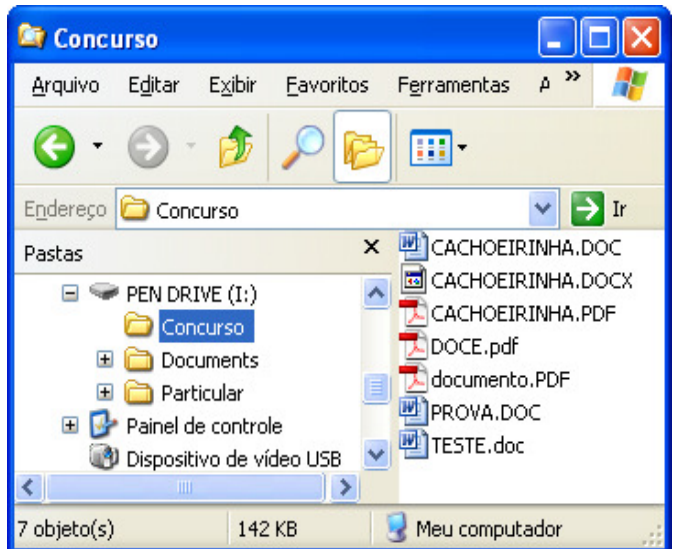 Concurso
Arquivo Editar Exibir Favoritos Ferramentas A »
Endereço Concurso Ir
Pastas
PEN DRIVE (I:)
Concurso
Documents
Particular
Painel de controle
Dispositivo de vídeo USB
CACHOEIRINHA.DOC
CACHOEIRINHA.DOCX
CACHOEIRINHA.PDF
DOCE.pdf
documento.PDF
PROVA.DOC
TESTE.doc
7 objeto(s) 142 KB Meu computador